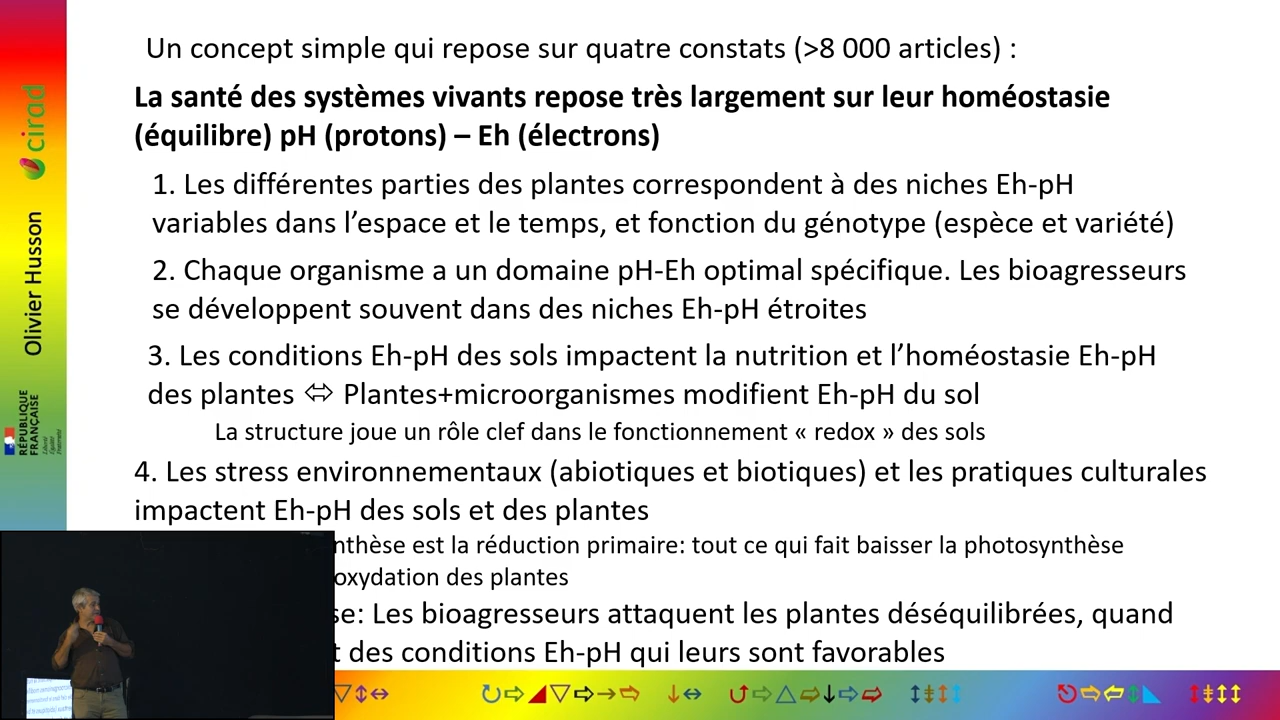 Un concept simple qui repose sur quatre constats (>8 000 articles) :
La santé des systèmes vivants repose très largement sur leur homéostasie
(équilibre) pH (protons) – Eh (électrons)
1. Les différentes parties des plantes correspondent à des niches Eh-pH
variables dans l’espace et le temps, et fonction du génotype (espèce et variété)
2. Chaque organisme a un domaine pH-Eh optimal spécifique. Les bioagresseurs
se développent souvent dans des niches Eh-pH étroites
3. Les conditions Eh-pH des sols impactent la nutrition et l’homéostasie Eh-pH
des plantes ⬄ Plantes+microorganismes modifient Eh-pH du sol
La structure joue un rôle clef dans le fonctionnement « redox » des sols
4. Les stress environnementaux (abiotiques et biotiques) et les pratiques culturales
impactent Eh-pH des sols et des plantes
nthèse est la réduction primaire: tout ce qui fait baisser la photosynthèse
oxydation des plantes
se: Les bioagresseurs attaquent les plantes déséquilibrées, quand
t des conditions Eh-pH qui leurs sont favorables
cirad
Olivier Husson
RÉPUBLIQUE
FRANÇAISE